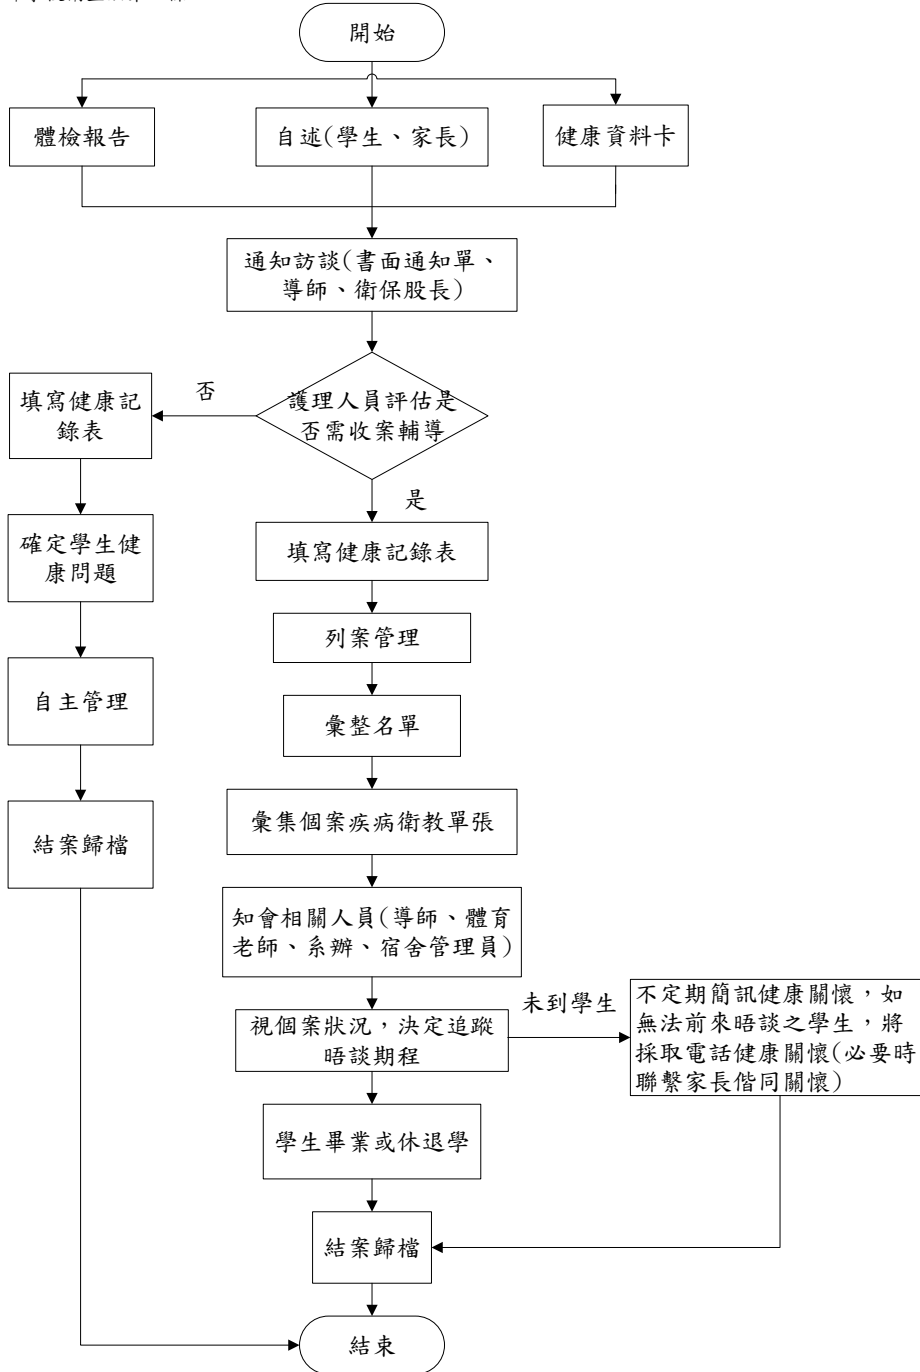 開始
體檢報告
自述(學生、家長)
健康資料卡
通知訪談(書面通知單、
導師、衛保股長)
護理人員評估是
否需收案輔導
否
填寫健康記
錄表
確定學生健
康問題
自主管理
結案歸檔
是
填寫健康記錄表
列案管理
彙整名單
彙集個案疾病衛教單張
知會相關人員(導師、體育
老師、系辦、宿舍管理員)
視個案狀況，決定追蹤
晤談期程
未到學生
不定期簡訊健康關懷，如
無法前來晤談之學生，將
採取電話健康關懷(必要時
聯繫家長偕同關懷)
學生畢業或休退學
結案歸檔
結束